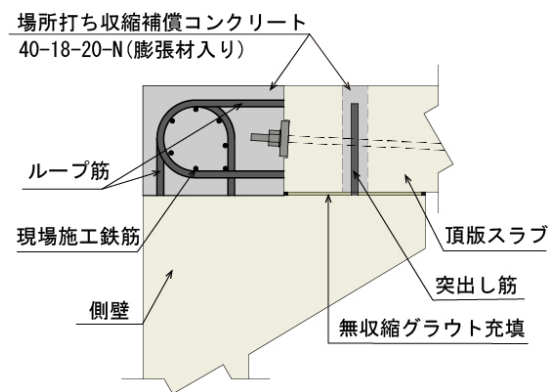 場所打ち収縮補償コンクリート
40-18-20-N(膨張材入り)
ループ筋
現場施工鉄筋
頂版スラブ
突出し筋
側壁
無収縮グラウト充填